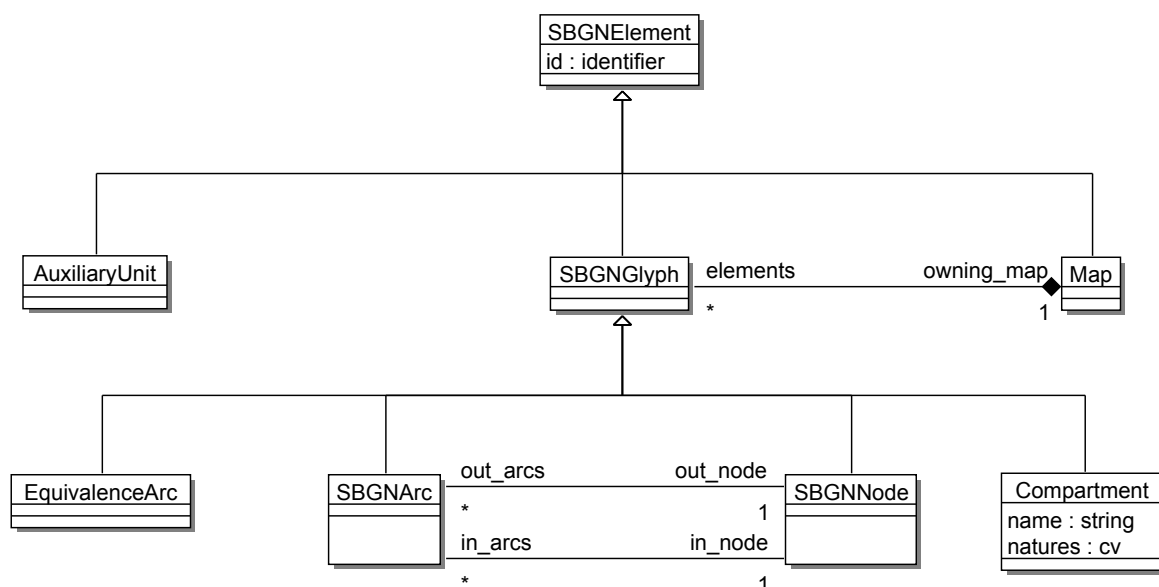 SBGNElement
id : identifier
AuxiliaryUnit
SBGNGlyph
elements
owning_map
Map
*
1
EquivalenceArc
SBGNArc
out_arcs
out_node
SBGNNode
Compartment
*
1
name : string
in_arcs
in_node
natures : cv
*
1